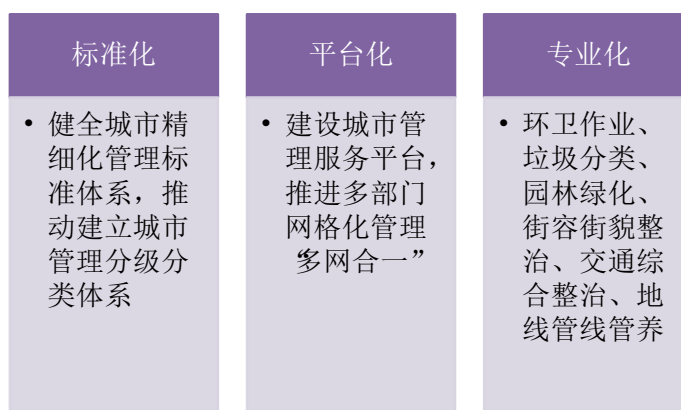 标准化
• 健全城市精
细化管理标
准体系，推
动建立城市
管理分级分
类体系
平台化
• 建设城市管
理服务平台，
推进多部门
网格化管理
“多网合一”
专业化
• 环卫作业、
垃圾分类、
园林绿化、
街容街貌整
治、交通综
合整治、地
线管线管养